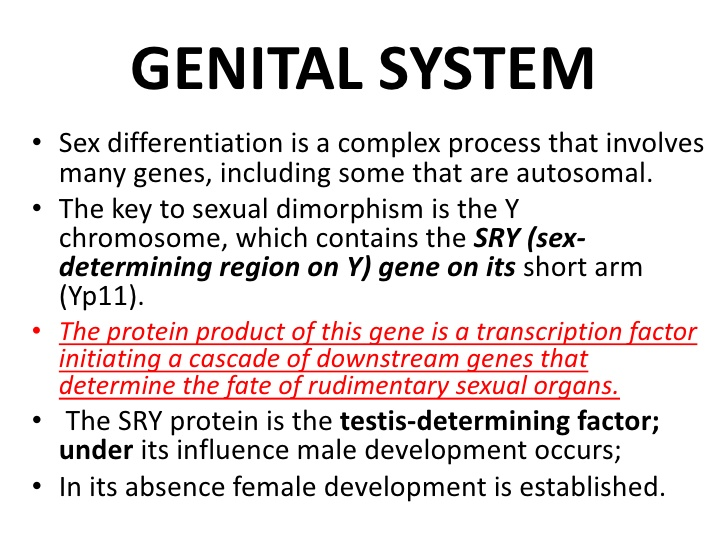 GENITAL SYSTEM
• Sex differentiation is a complex process that involves
many genes, including some that are autosomal.
• The key to sexual dimorphism is the Y
chromosome, which contains the SRY (sex-
determining region on Y) gene on its short arm
(Yp11).
• The protein product of this gene is a transcription factor
initiating a cascade of downstream genes that
determine the fate of rudimentary sexual organs.
• The SRY protein is the testis-determining factor;
under its influence male development occurs;
• In its absence female development is established.